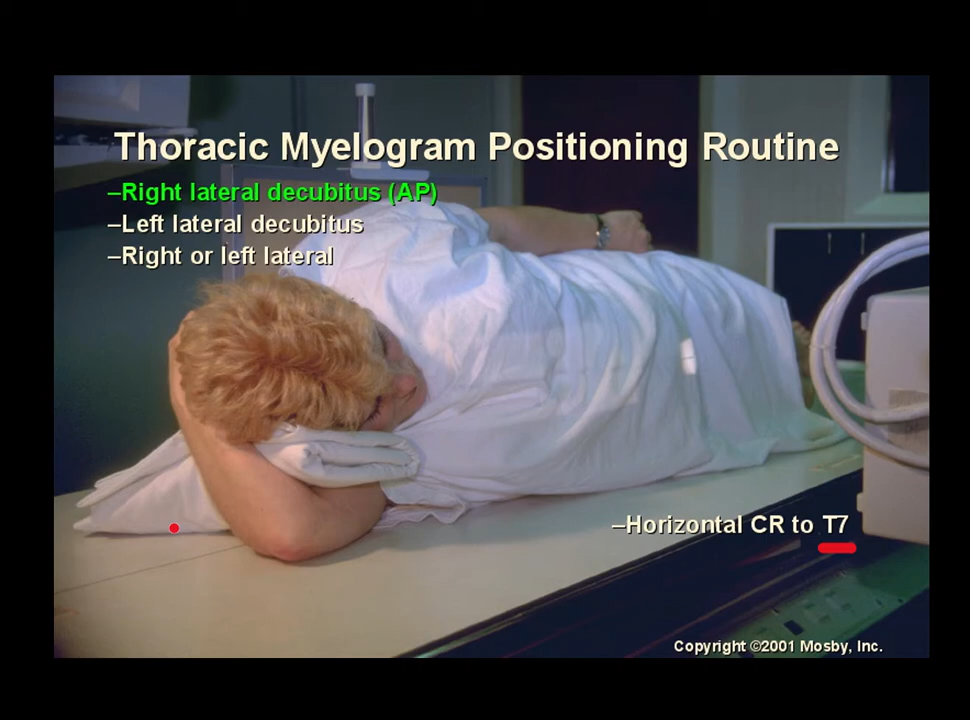 Thoracic Myelogram Positioning Routine
–Right lateral decubitus (AP)
–Left lateral decubitus
–Right or left lateral
–Horizontal CR to T7
Copyright ©2001 Mosby, Inc.